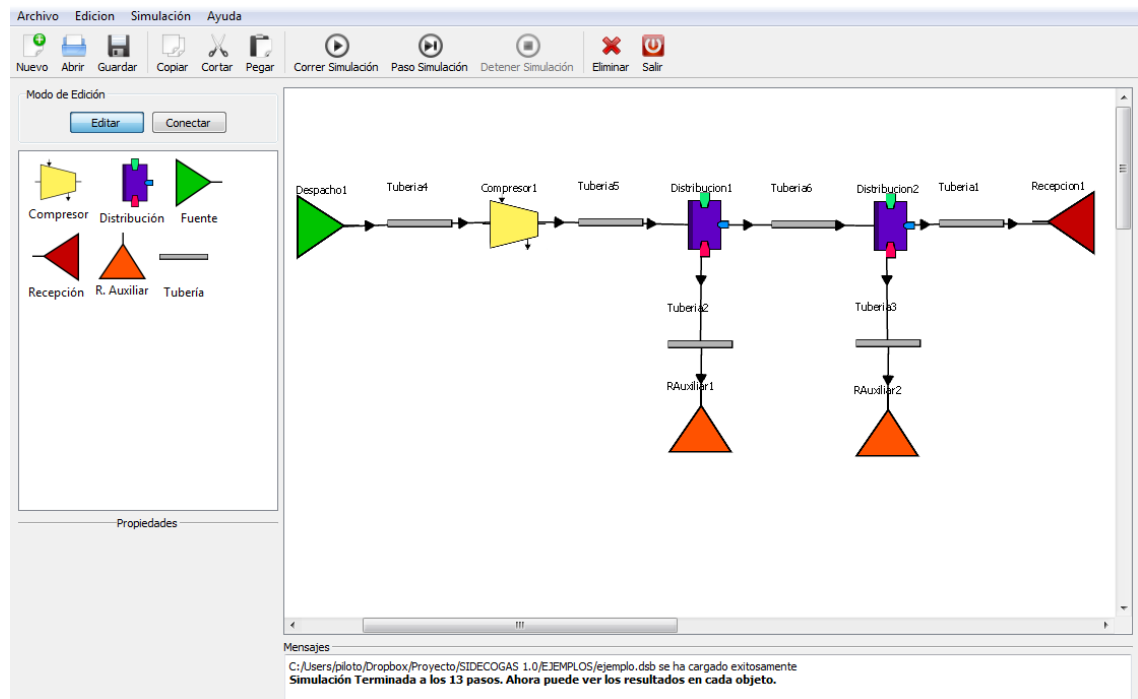 Archivo Edicion Simulación Ayuda
Nuevo Abrir Guardar Copiar Cortar Pegar Correr Simulación Paso Simulación Detener Simulación Eliminar Salir
Modo de Edición
Editar Conectar
Compresor Distribución Fuente
Recepción R. Auxiliar Tubería
Propiedades
Despacho1 Tuberia4 Compresor1 Tuberia5 Distribucion1 Tuberia6 Distribucion2 Tuberia1 Recepcion1
Tuberia2 Tuberia3
RAuxiliar1 RAuxiliar2
Mensajes
C:/Users/piloto/Dropbox/Proyecto/SIDECOGAS 1.0/EJEMPLOS/ejemplo.dsb se ha cargado exitosamente
Simulación Terminada a los 13 pasos. Ahora puede ver los resultados en cada objeto.